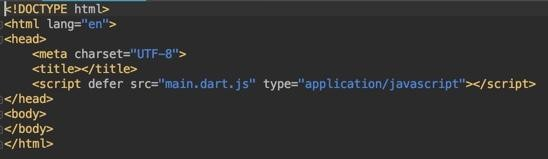 <!DOCTYPE html>
<html lang="en">
<head>
    <meta charset="UTF-8">
    <title></title>
    <script defer src="main.dart.js" type="application/javascript"></script>
</head>
<body>
</body>
</html>